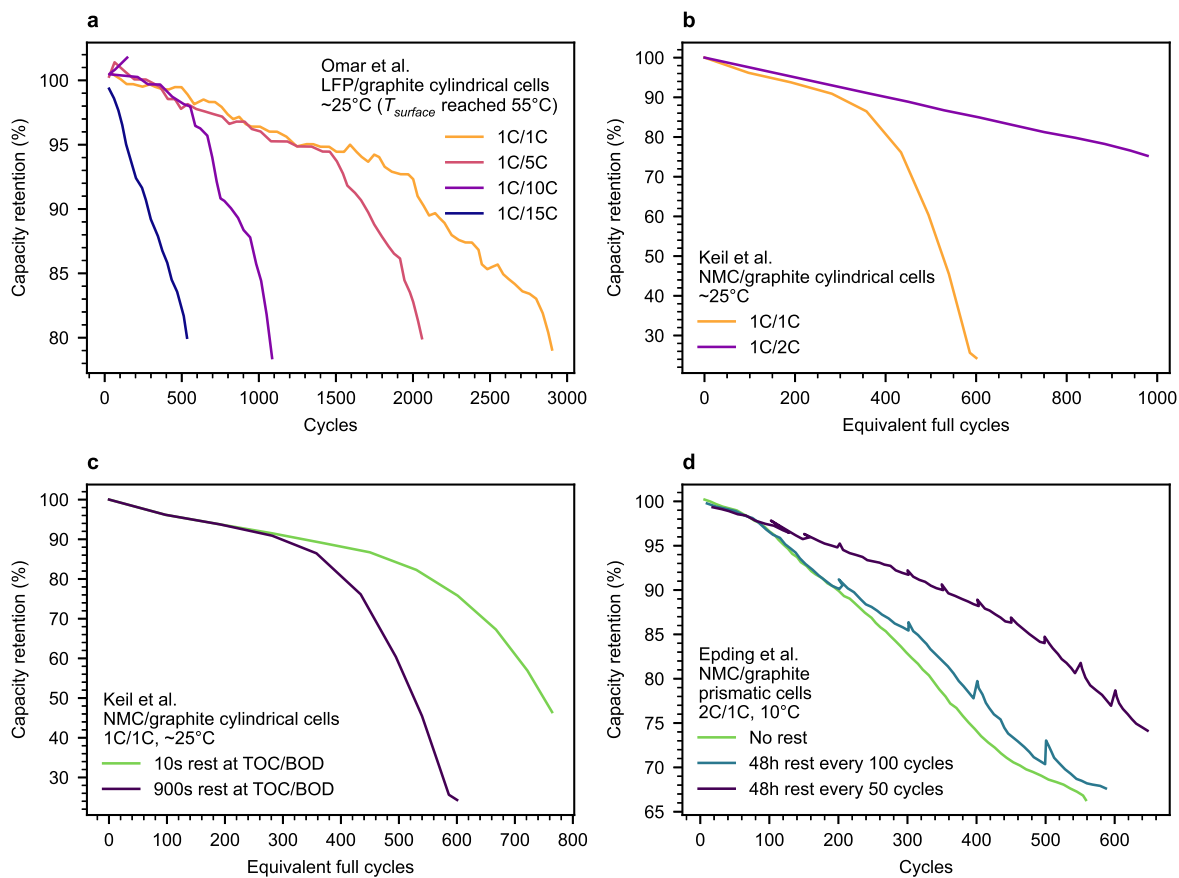 a
Capacity retention (%)
100
95
90
85
80
0
500
1000
1500
2000
2500
3000
Cycles
Omar et al.
LFP/graphite cylindrical cells
~25°C (Tsurface reached 55°C)
1C/1C
1C/5C
1C/10C
1C/15C
b
Capacity retention (%)
100
90
80
70
60
50
40
30
0
200
400
600
800
1000
Equivalent full cycles
Keil et al.
NMC/graphite cylindrical cells
~25°C
1C/1C
1C/2C
c
Capacity retention (%)
100
90
80
70
60
50
40
30
0
100
200
300
400
500
600
700
800
Equivalent full cycles
Keil et al.
NMC/graphite cylindrical cells
1C/1C, ~25°C
10s rest at TOC/BOD
900s rest at TOC/BOD
d
Capacity retention (%)
100
95
90
85
80
75
70
65
0
100
200
300
400
500
600
Cycles
Epding et al.
NMC/graphite
prismatic cells
2C/1C, 10°C
No rest
48h rest every 100 cycles
48h rest every 50 cycles